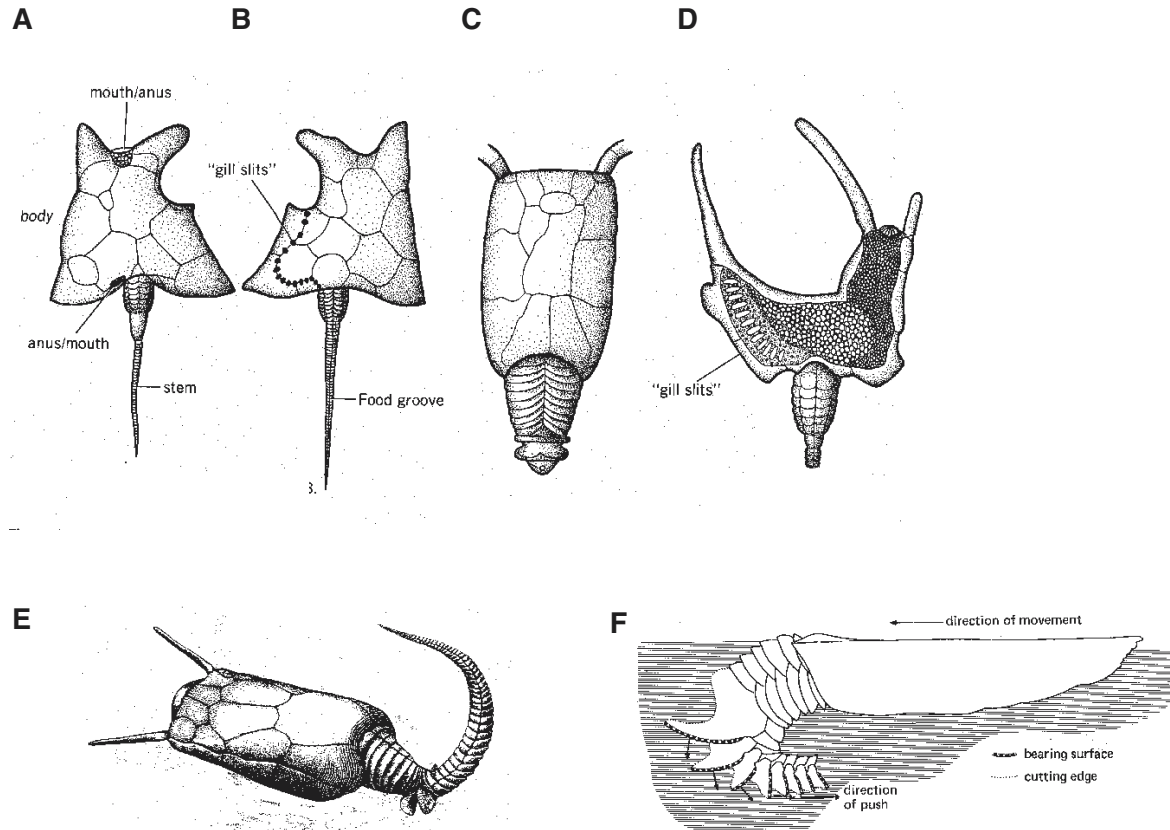 A
B
C
D
mouth/anus
"gill slits"
body
anus/mouth
stem
Food groove
3.
"gill slits"
E
F
direction of movement
bearing surface
cutting edge
direction
of push